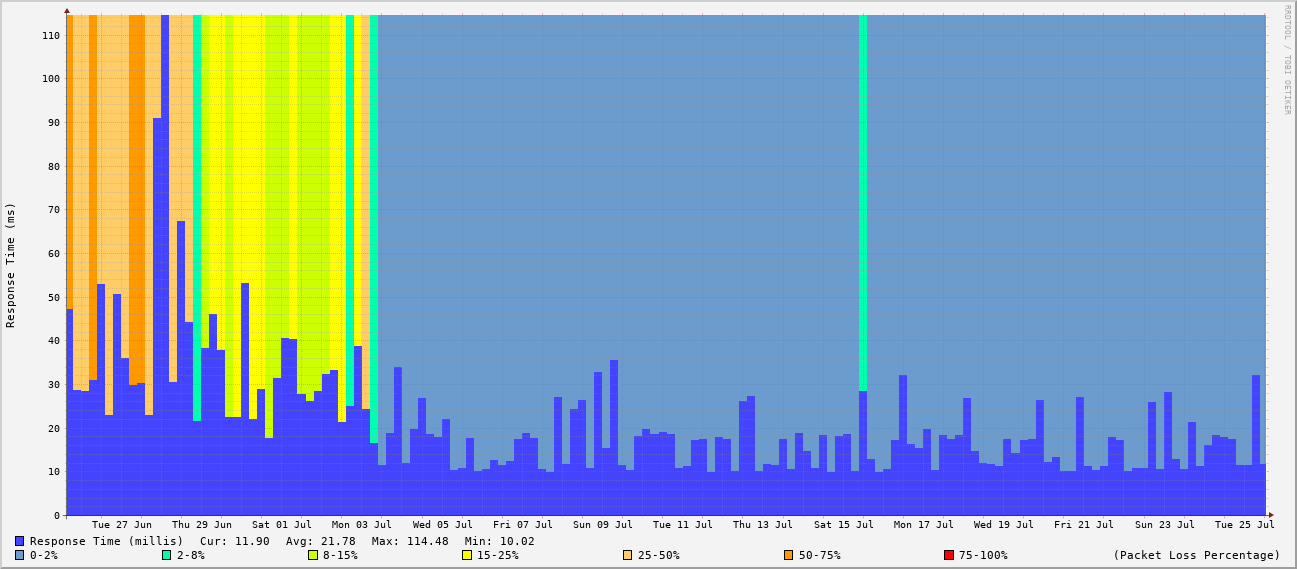 RRDTOOL / TOBI OETIKER
Response Time (ms)
110
100
90
80
70
60
50
40
30
20
10
0
Tue 27 Jun Thu 29 Jun Sat 01 Jul Mon 03 Jul Wed 05 Jul Fri 07 Jul Sun 09 Jul Tue 11 Jul Thu 13 Jul Sat 15 Jul Mon 17 Jul Wed 19 Jul Fri 21 Jul Sun 23 Jul Tue 25 Jul
Response Time (millis) Cur: 11.90 Avg: 21.78 Max: 114.48 Min: 10.02
0-2% 2-8% 8-15% 15-25% 25-50% 50-75% 75-100% (Packet Loss Percentage)